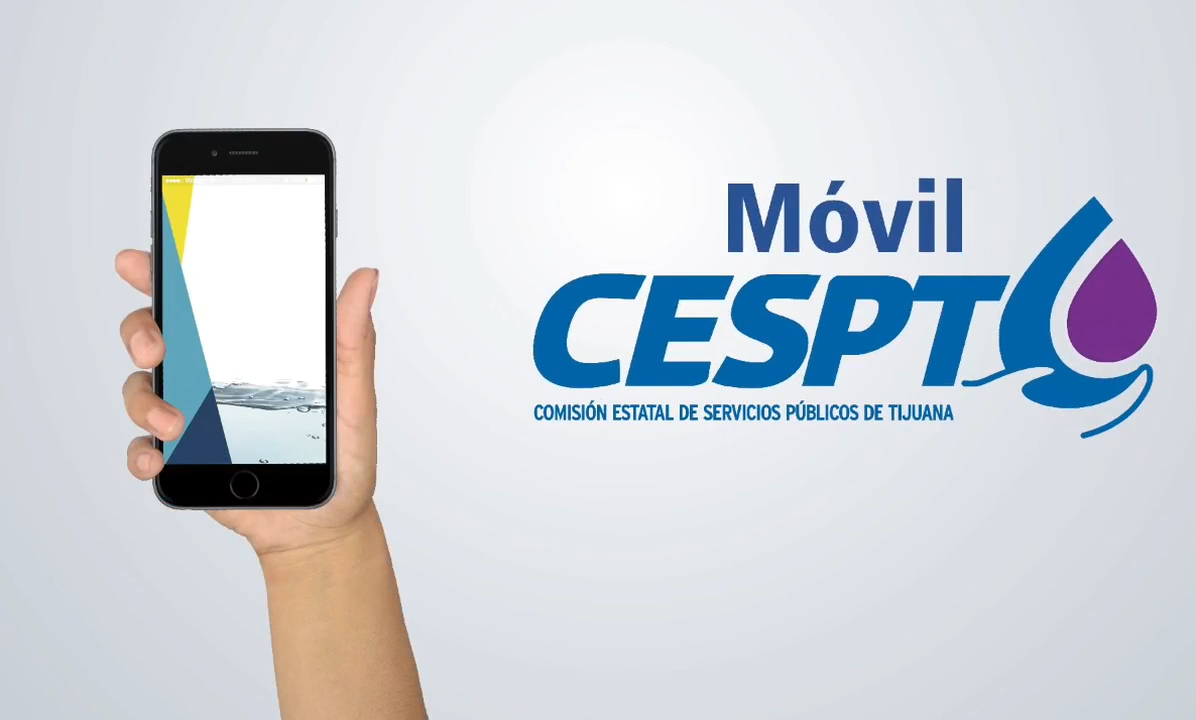 Móvil
CESPT
COMISIÓN ESTATAL DE SERVICIOS PÚBLICOS DE TIJUANA